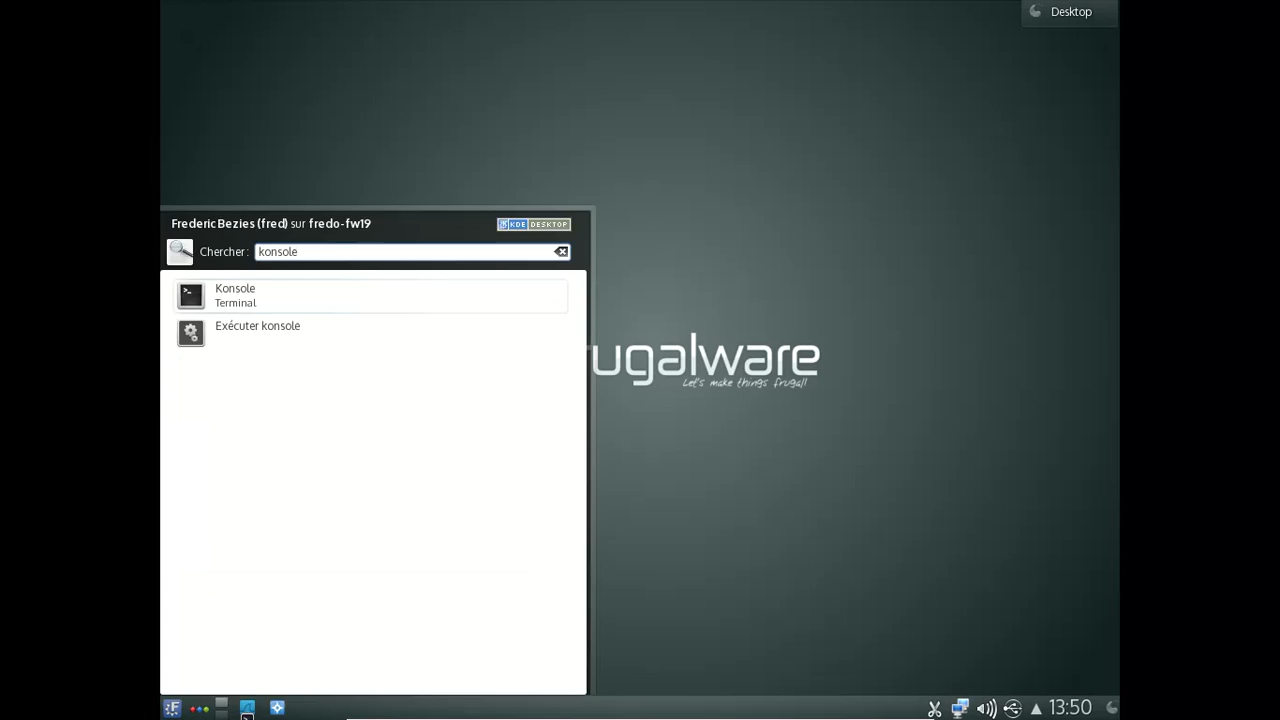 Desktop
Frederic Bezies (fred) sur fredo-fw19
KDE DESKTOP
Chercher : konsole
Konsole
Terminal
Exécuter konsole
ugalware
Let's make things frugal!
13:50